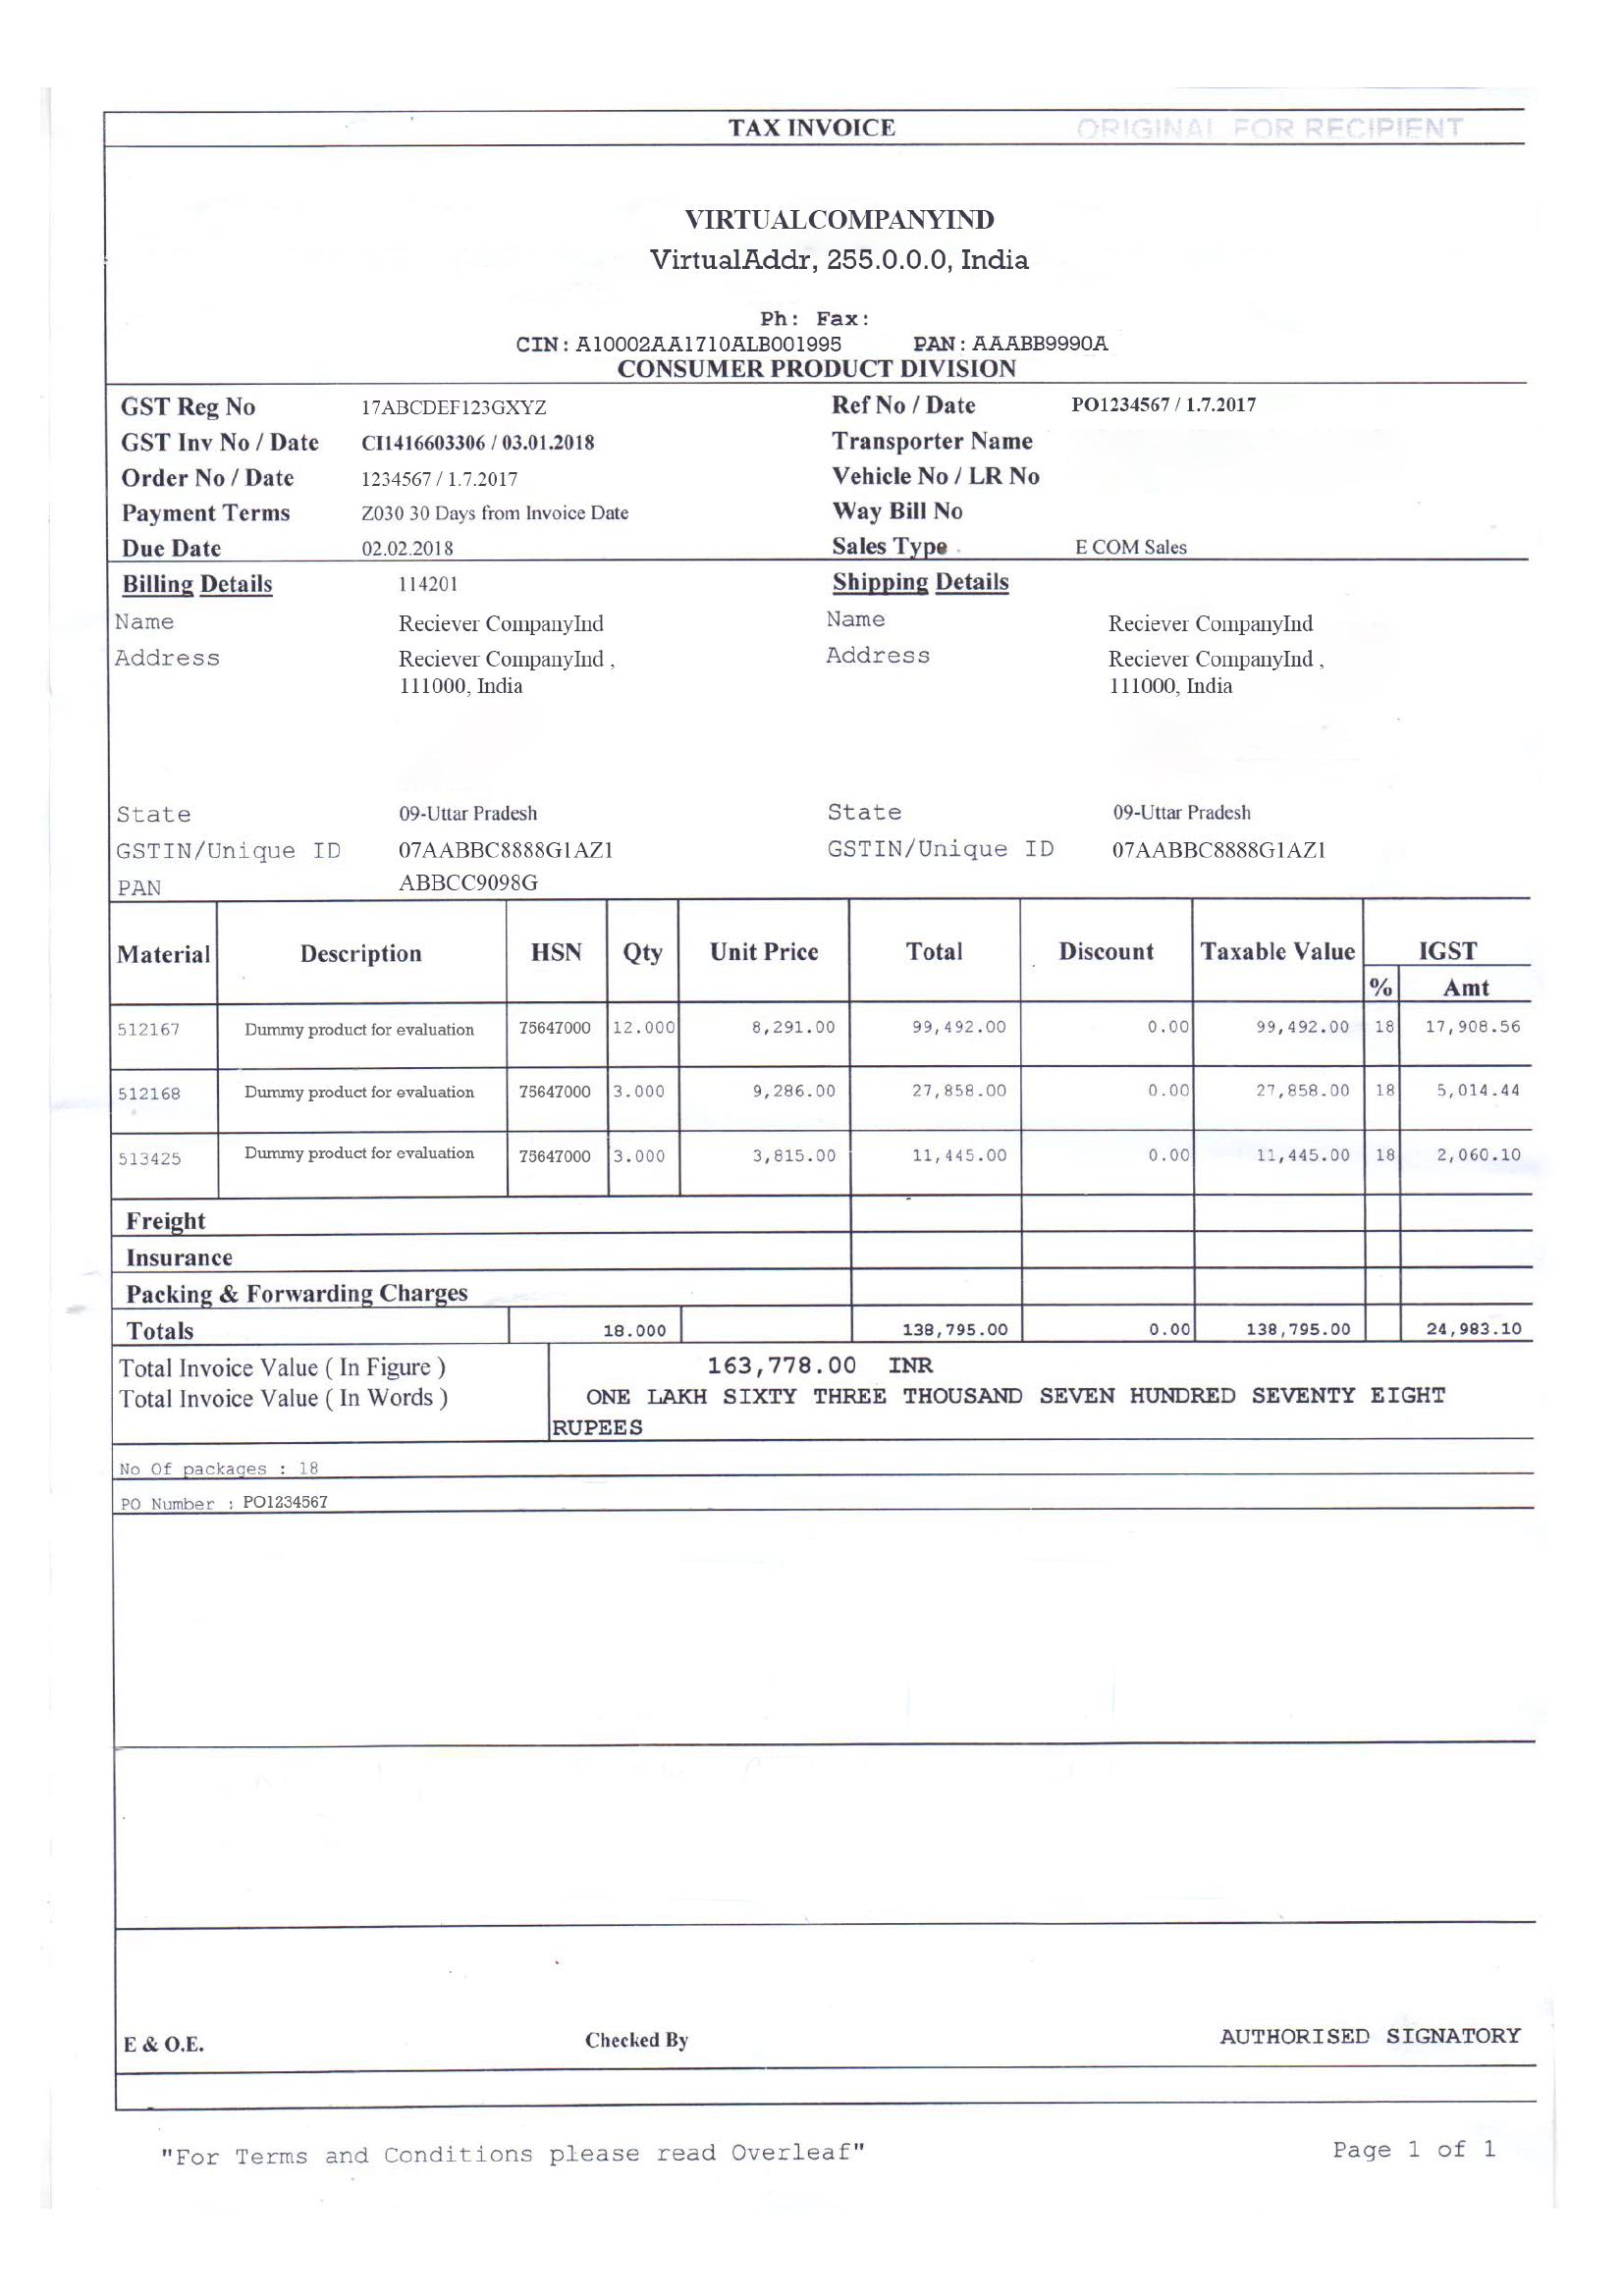 TAX INVOICE ORIGINAL FOR RECIPIENT
VIRTUALCOMPANYIND
VirtualAddr, 255.0.0.0, India
Ph: Fax:
CIN: A10002AA1710ALB001995 PAN: AAABB9990A
CONSUMER PRODUCT DIVISION
GST Reg No 17ABCDEF123GXYZ Ref No / Date PO1234567 / 1.7.2017
GST Inv No / Date CI1416603306 / 03.01.2018 Transporter Name
Order No / Date 1234567 / 1.7.2017 Vehicle No / LR No
Payment Terms Z030 30 Days from Invoice Date Way Bill No
Due Date 02.02.2018 Sales Type E COM Sales
Billing Details 114201 Shipping Details
Name Reciever CompanyInd Name Reciever CompanyInd
Address Reciever CompanyInd , Address Reciever CompanyInd ,
111000, India 111000, India
State 09-Uttar Pradesh State 09-Uttar Pradesh
GSTIN/Unique ID 07AABBC8888G1AZ1 GSTIN/Unique ID 07AABBC8888G1AZ1
PAN ABBCC9098G
Material Description HSN Qty Unit Price Total Discount Taxable Value IGST
% Amt
512167 Dummy product for evaluation 75647000 12.000 8,291.00 99,492.00 0.00 99,492.00 18 17,908.56
512168 Dummy product for evaluation 75647000 3.000 9,286.00 27,858.00 0.00 27,858.00 18 5,014.44
513425 Dummy product for evaluation 75647000 3.000 3,815.00 11,445.00 0.00 11,445.00 18 2,060.10
Freight
Insurance
Packing & Forwarding Charges
Totals 18.000 138,795.00 0.00 138,795.00 24,983.10
Total Invoice Value ( In Figure ) 163,778.00 INR
Total Invoice Value ( In Words ) ONE LAKH SIXTY THREE THOUSAND SEVEN HUNDRED SEVENTY EIGHT
RUPEES
No Of packages : 18
PO Number : PO1234567
E & O.E. Checked By AUTHORISED SIGNATORY
"For Terms and Conditions please read Overleaf" Page 1 of 1